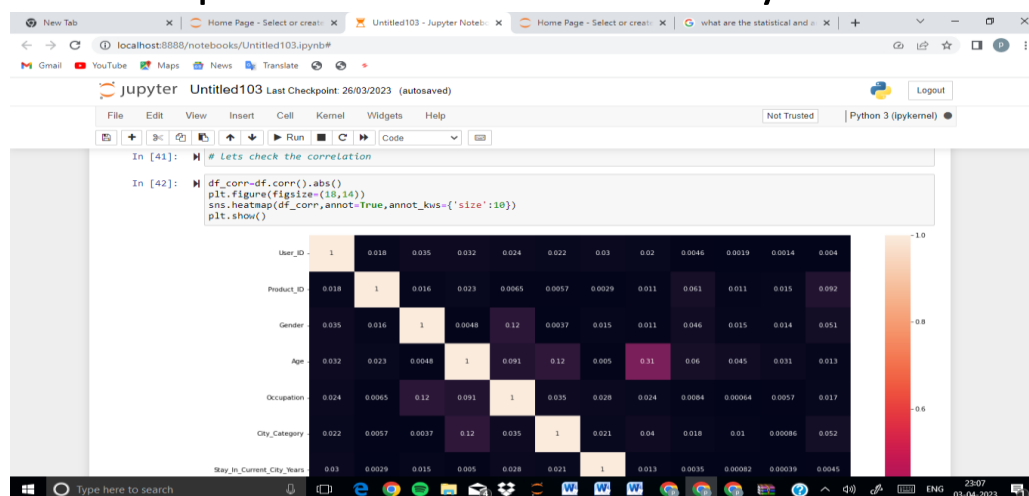 New Tab
Home Page - Select or create
Untitled103 - Jupyter Notebo
Home Page - Select or create
what are the statistical and a
localhost:8888/notebooks/Untitled103.ipynb#
Gmail YouTube Maps News Translate
jupyter Untitled103 Last Checkpoint: 26/03/2023 (autosaved)
Logout
File Edit View Insert Cell Kernel Widgets Help
Not Trusted
Python 3 (ipykernel)
Run
Code
In [41]: # Lets check the correlation
In [42]: df_corr=df.corr().abs()
plt.figure(figsize=(18,14))
sns.heatmap(df_corr,annot=True,annot_kws={'size':10})
plt.show()
User_ID - 1 0.018 0.035 0.032 0.024 0.022 0.03 0.02 0.0046 0.0019 0.0014 0.004
Product_ID - 0.018 1 0.016 0.023 0.0065 0.0057 0.0029 0.011 0.061 0.011 0.015 0.092
Gender - 0.035 0.016 1 0.0048 0.12 0.0037 0.015 0.011 0.046 0.015 0.014 0.051
Age - 0.032 0.023 0.0048 1 0.091 0.12 0.005 0.31 0.06 0.045 0.031 0.013
Occupation - 0.024 0.0065 0.12 0.091 1 0.035 0.028 0.024 0.0084 0.00064 0.0057 0.017
City_Category - 0.022 0.0057 0.0037 0.12 0.035 1 0.021 0.04 0.018 0.01 0.00086 0.052
Stay_In_Current_City_Years - 0.03 0.0029 0.015 0.005 0.028 0.021 1 0.013 0.0035 0.00082 0.00039 0.0045
- 1.0
- 0.8
- 0.6
Type here to search
ENG
23:07
03-04-2023